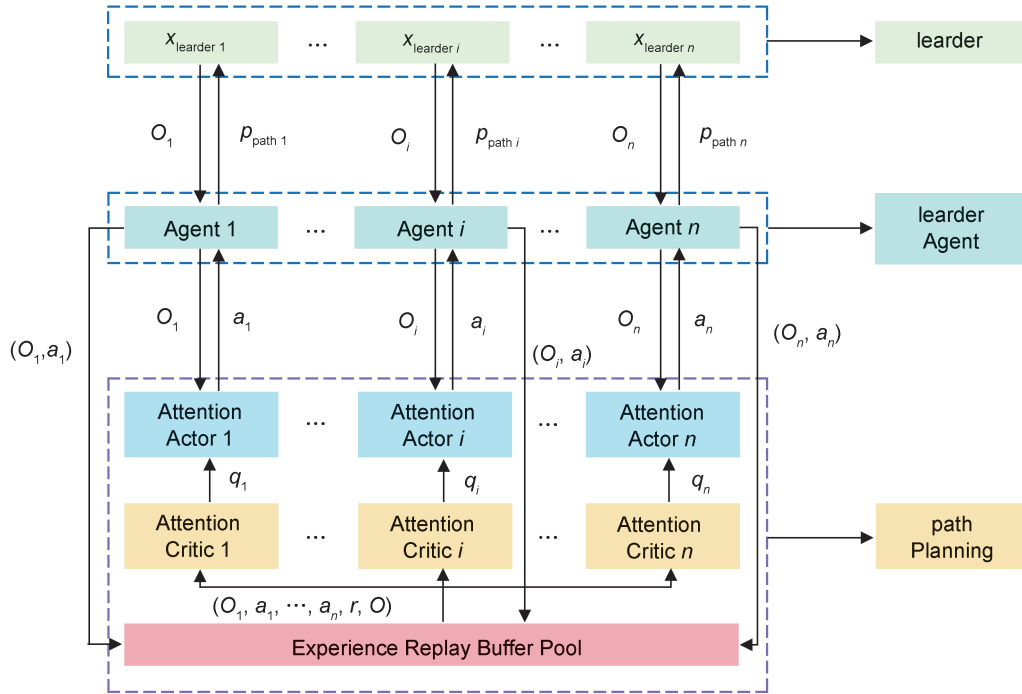 x_learder 1 ... x_learder i ... x_learder n learder
O_1 p_path 1 O_i p_path i O_n p_path n
Agent 1 ... Agent i ... Agent n learder
Agent
O_1 a_1 O_i a_i O_n a_n
(O_1,a_1) (O_i, a_i) (O_n, a_n)
Attention ... Attention ... Attention
Actor 1 Actor i Actor n
q_1 q_i q_n
Attention ... Attention ... Attention path
Critic 1 Critic i Critic n Planning
(O_1, a_1, ···, a_n, r, O)
Experience Replay Buffer Pool